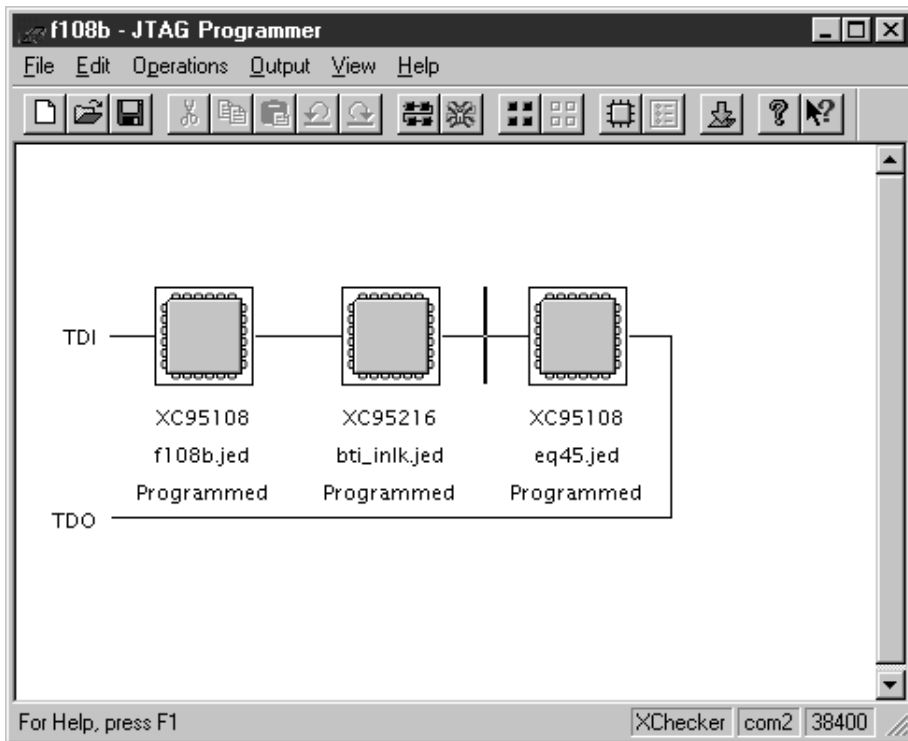 f108b - JTAG Programmer
File Edit Operations Output View Help
TDI
XC95108 XC95216 XC95108
f108b.jed bti_inlk.jed eq45.jed
Programmed Programmed Programmed
TDO
For Help, press F1 XChecker com2 38400